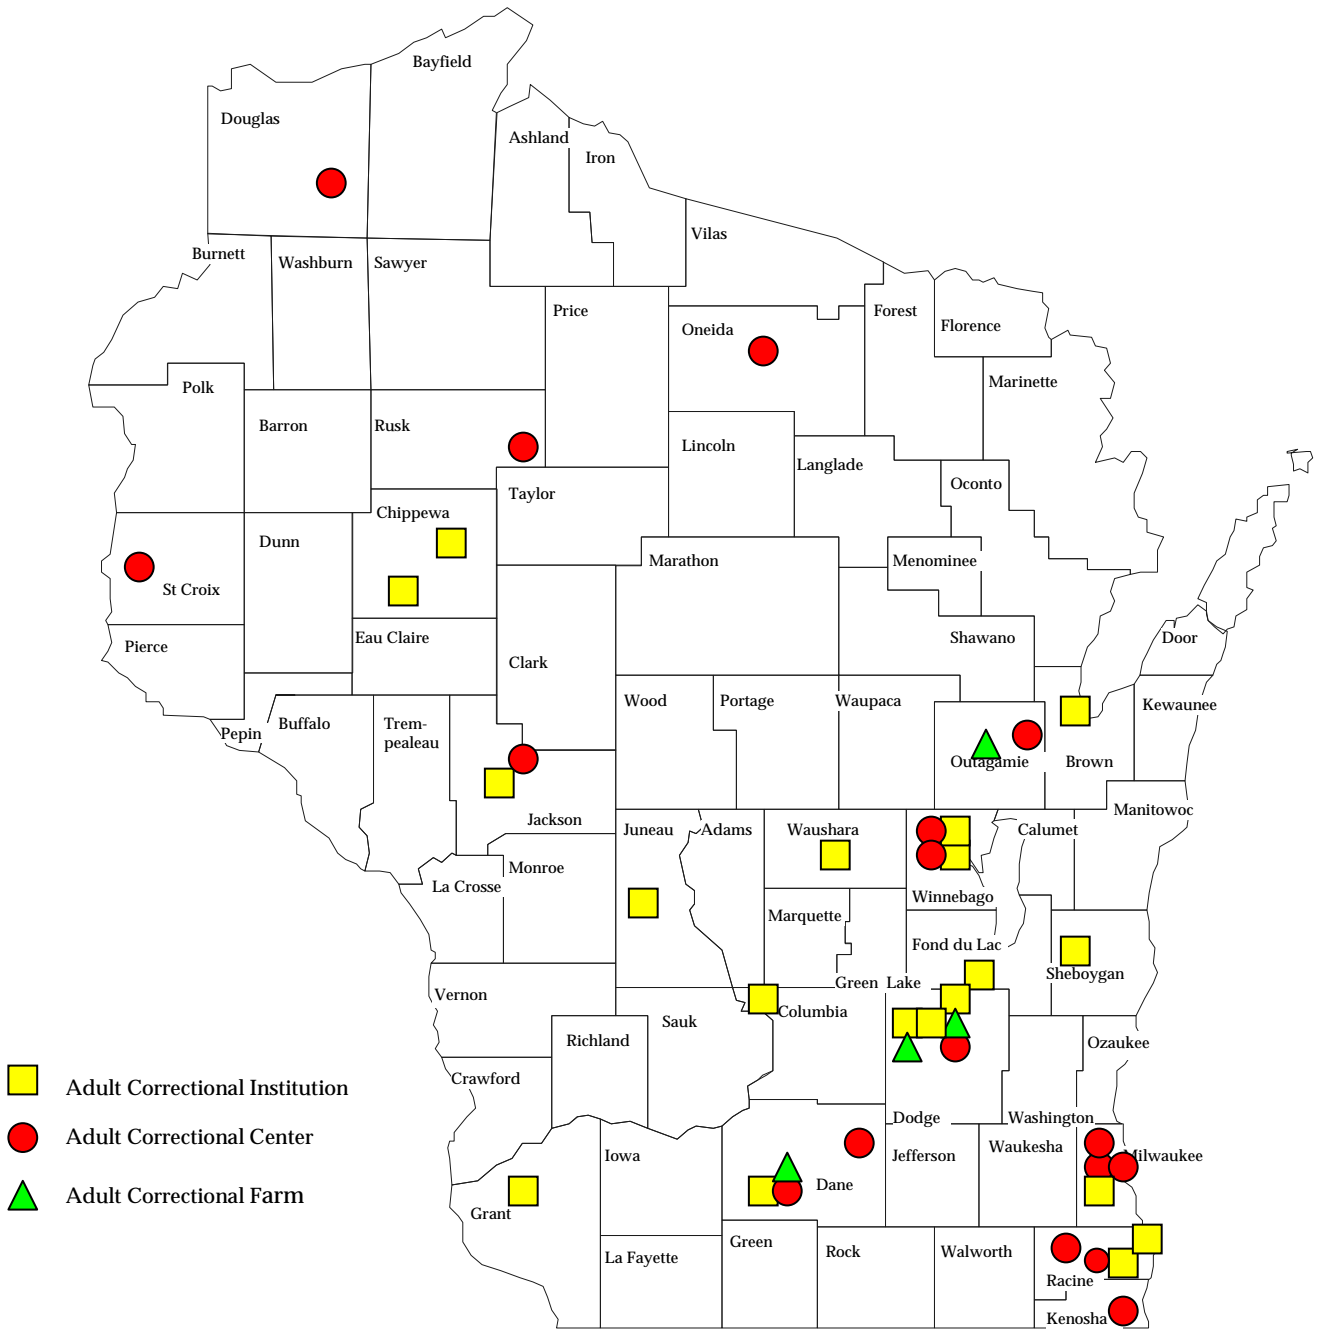 Bayfield
Douglas
Ashland
Iron
Vilas
Burnett
Washburn
Sawyer
Price
Oneida
Forest
Florence
Polk
Marinette
Barron
Rusk
Lincoln
Langlade
Oconto
Taylor
Chippewa
Dunn
Marathon
Menominee
St Croix
Pierce
Eau Claire
Clark
Shawano
Door
Pepin
Buffalo
Trem-
pealeau
Wood
Portage
Waupaca
Outagamie
Brown
Kewaunee
Jackson
Juneau
Adams
Waushara
Calumet
Manitowoc
Monroe
La Crosse
Winnebago
Marquette
Fond du Lac
Green Lake
Sheboygan
Vernon
Columbia
Sauk
Richland
Ozaukee
Crawford
Dodge
Washington
Iowa
Jefferson
Waukesha
Milwaukee
Dane
Grant
Green
La Fayette
Rock
Walworth
Racine
Kenosha
Adult Correctional Institution
Adult Correctional Center
Adult Correctional Farm